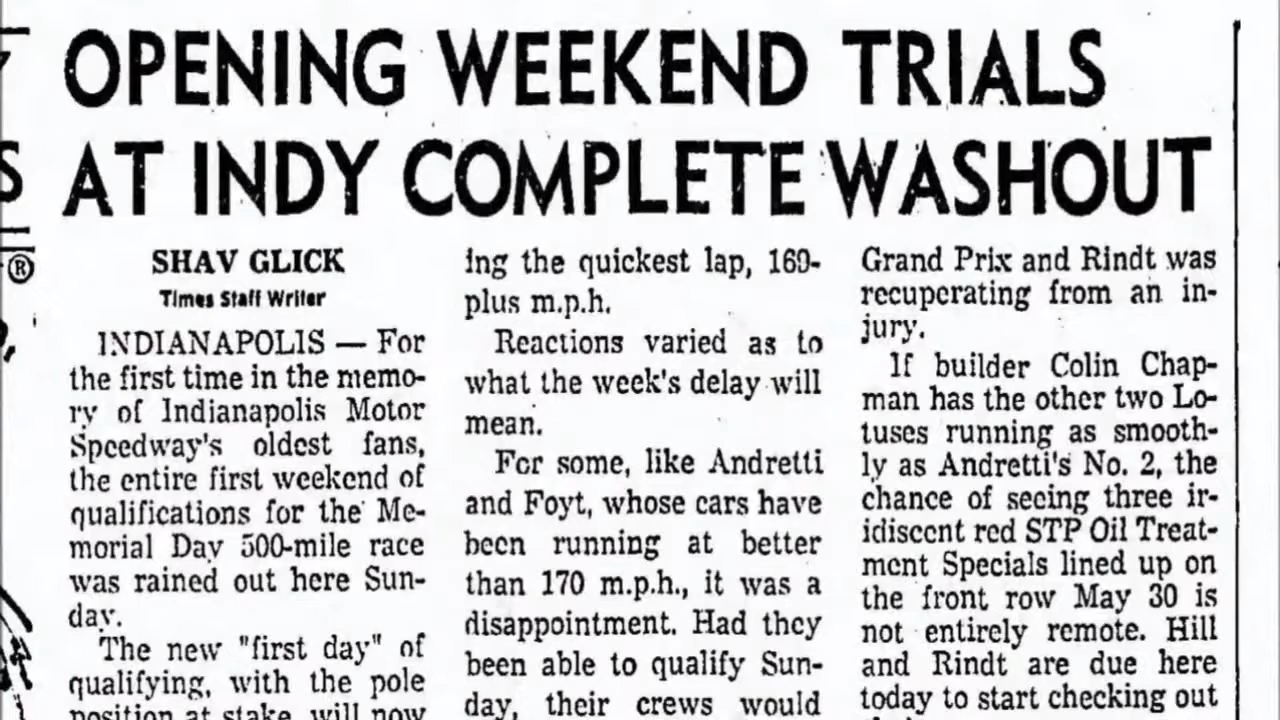 OPENING WEEKEND TRIALS
AT INDY COMPLETE WASHOUT
SHAV GLICK
Times Staff Writer
INDIANAPOLIS — For
the first time in the memo-
ry of Indianapolis Motor
Speedway's oldest fans,
the entire first weekend of
qualifications for the Me-
morial Day 500-mile race
was rained out here Sun-
day.
The new "first day" of
qualifying, with the pole
position at stake, will now
ing the quickest lap, 169-
plus m.p.h.
Reactions varied as to
what the week's delay will
mean.
For some, like Andretti
and Foyt, whose cars have
been running at better
than 170 m.p.h., it was a
disappointment. Had they
been able to qualify Sun-
day, their crews would
Grand Prix and Rindt was
recuperating from an in-
jury.
If builder Colin Chap-
man has the other two Lo-
tuses running as smooth-
ly as Andretti's No. 2, the
chance of seeing three ir-
idiscent red STP Oil Treat-
ment Specials lined up on
the front row May 30 is
not entirely remote. Hill
and Rindt are due here
today to start checking out